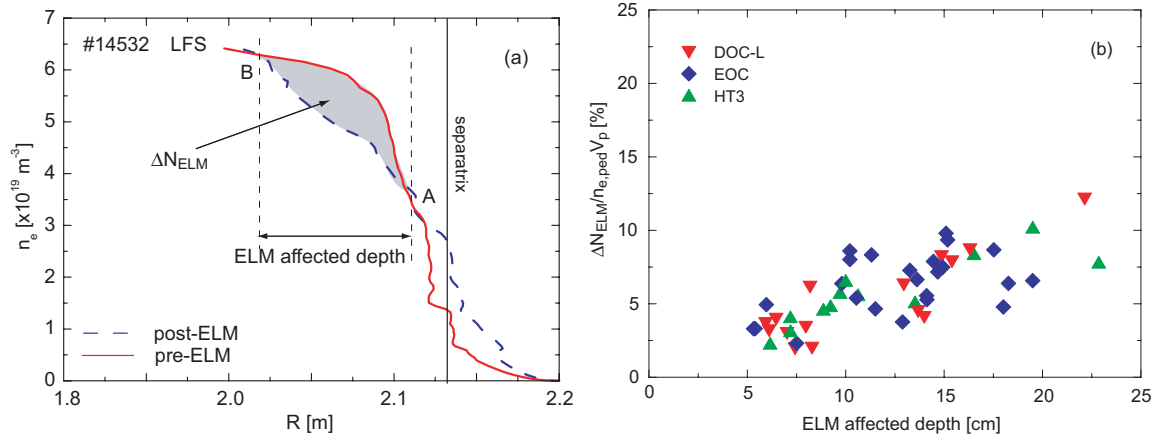 #14532 LFS
(a)
7
6
5
4
3
2
1
0
n_e [x10^19 m^-3]
B
ΔN_ELM
A
separatrix
ELM affected depth
post-ELM
pre-ELM
1.8
2.0
2.1
2.2
R [m]
(b)
25
20
15
10
5
0
ΔN_ELM/n_e,ped V_p [%]
DOC-L
EOC
HT3
0
5
10
15
20
25
ELM affected depth [cm]